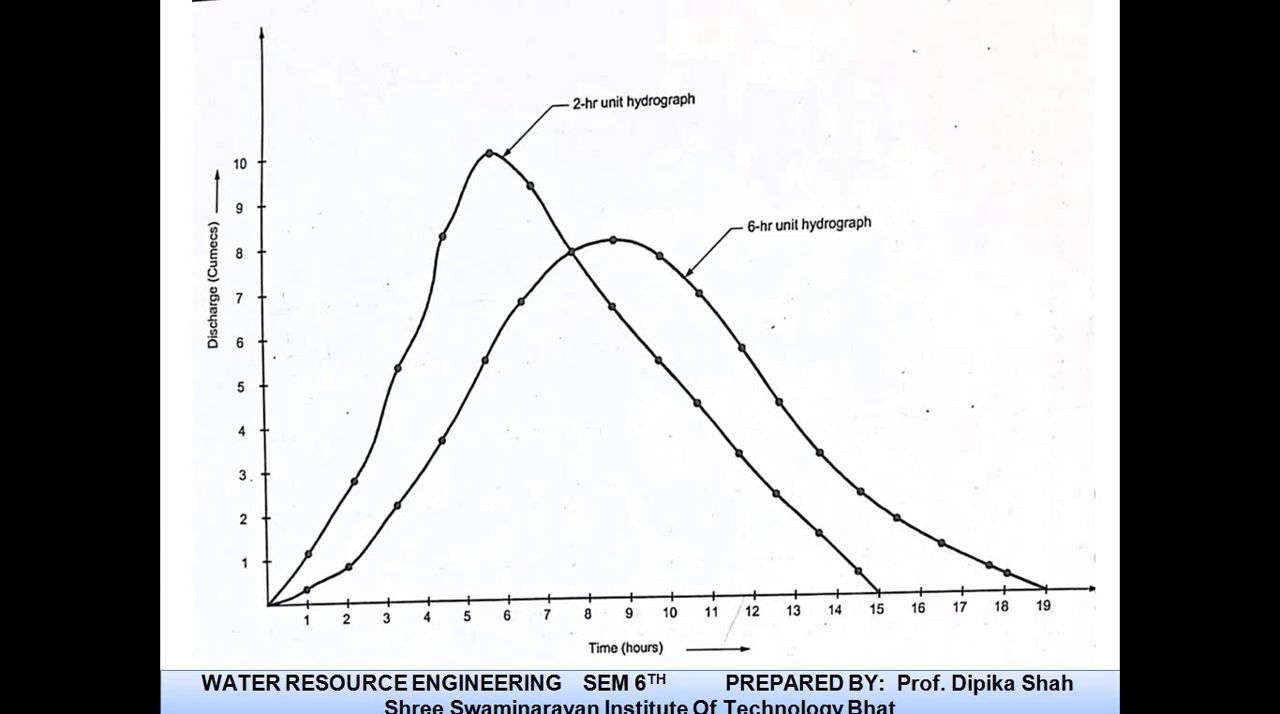 2-hr unit hydrograph
6-hr unit hydrograph
Discharge (Cumecs)
10
9
8
7
6
5
4
3
2
1
1 2 3 4 5 6 7 8 9 10 11 12 13 14 15 16 17 18 19
Time (hours)
WATER RESOURCE ENGINEERING SEM 6TH PREPARED BY: Prof. Dipika Shah
Shree Swaminarayan Institute Of Technology Bhat